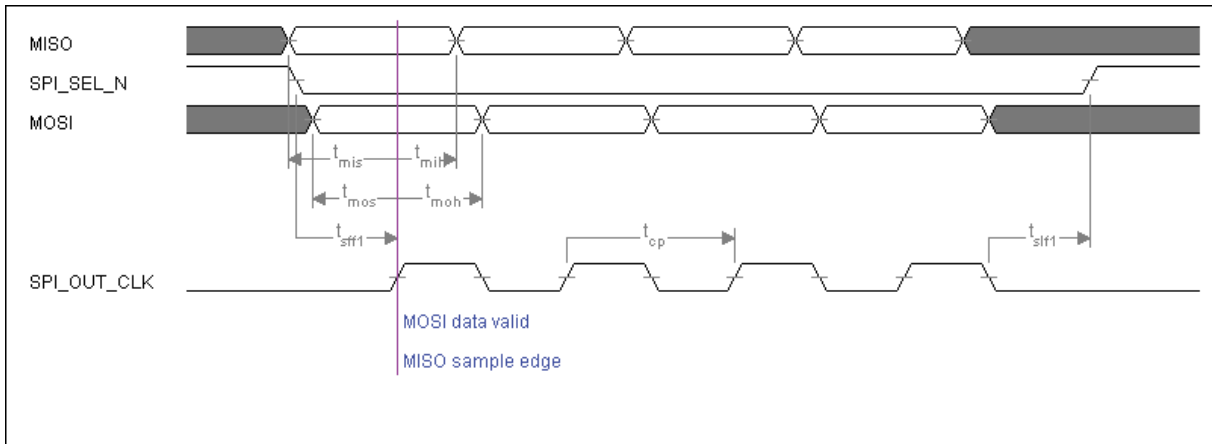 MISO
SPI_SEL_N
MOSI
tmis tmih
tmos tmoh
tsff1 tcp tslf1
SPI_OUT_CLK
MOSI data valid
MISO sample edge